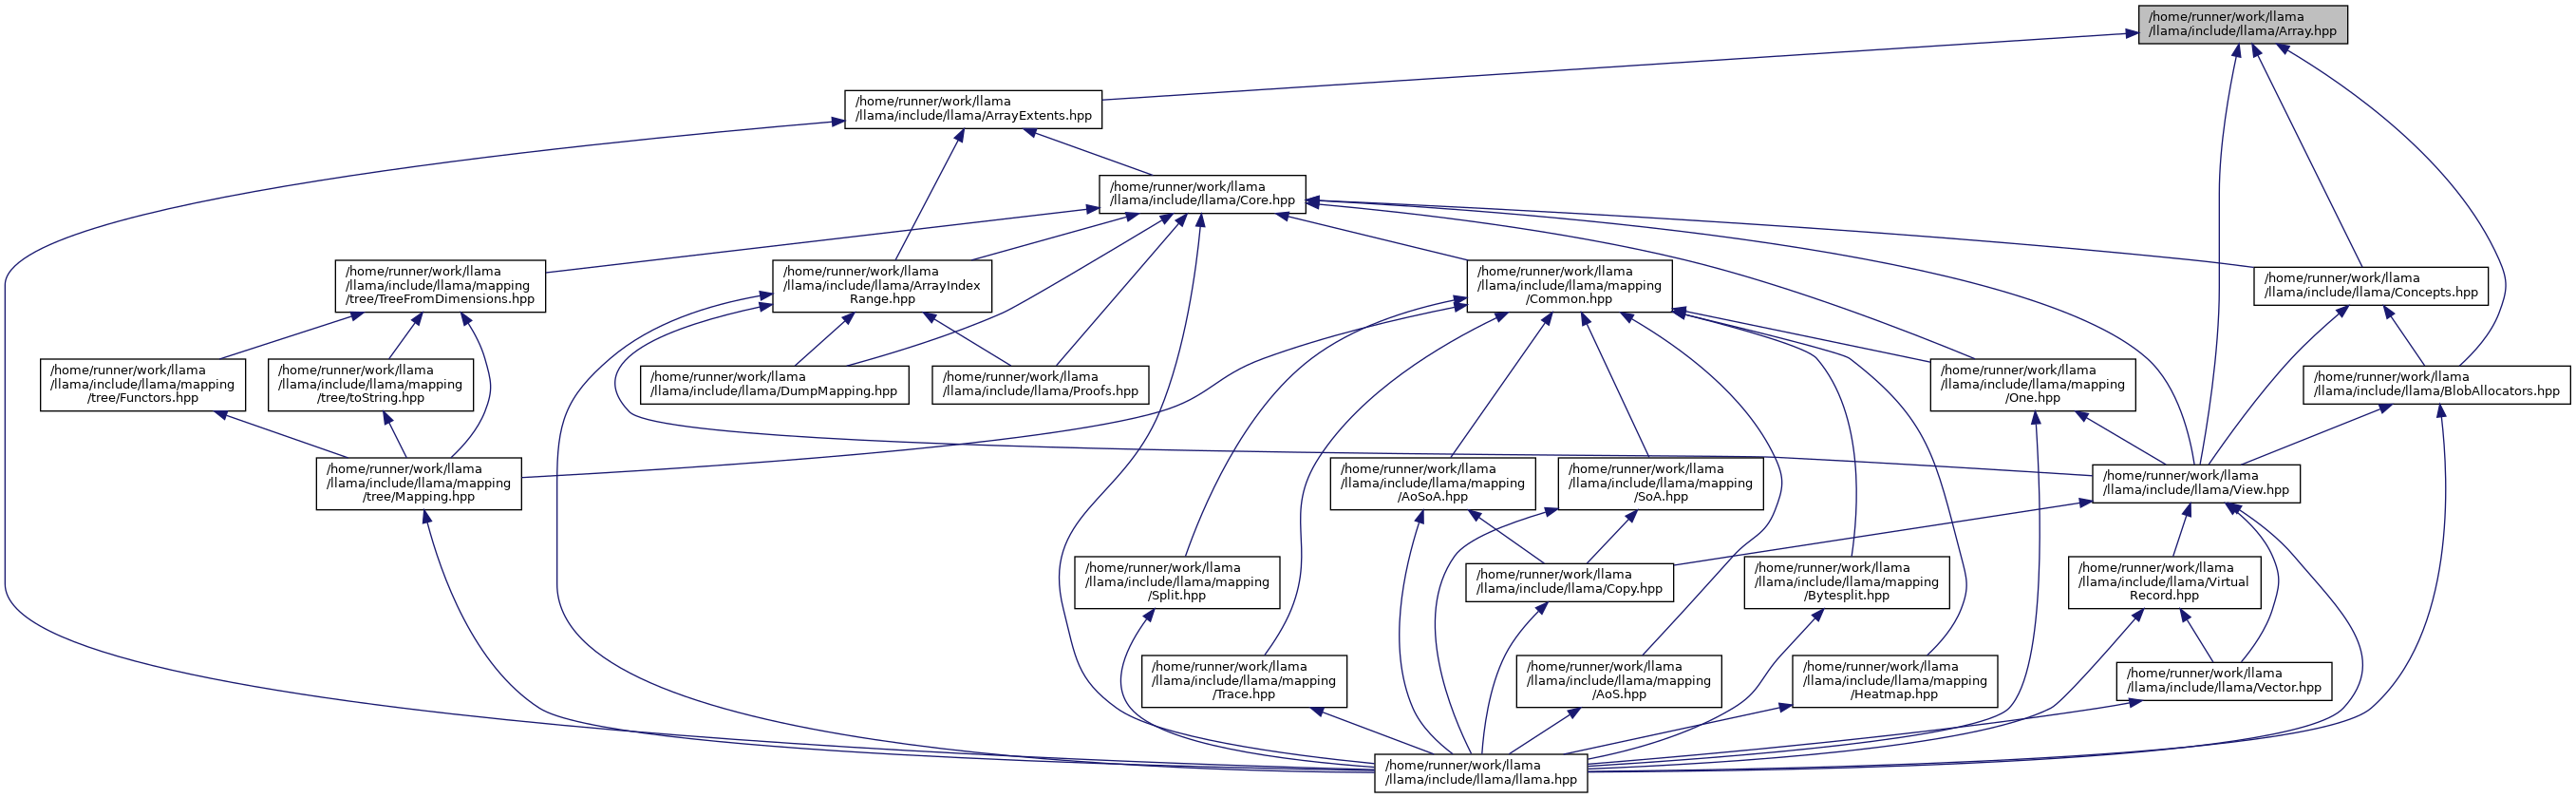 /home/runner/work/llama
/llama/include/llama/Array.hpp
/home/runner/work/llama
/llama/include/llama/ArrayExtents.hpp
/home/runner/work/llama
/llama/include/llama/Core.hpp
/home/runner/work/llama
/llama/include/llama/mapping
/tree/TreeFromDimensions.hpp
/home/runner/work/llama
/llama/include/llama/ArrayIndex
Range.hpp
/home/runner/work/llama
/llama/include/llama/mapping
/Common.hpp
/home/runner/work/llama
/llama/include/llama/Concepts.hpp
/home/runner/work/llama
/llama/include/llama/mapping
/tree/Functors.hpp
/home/runner/work/llama
/llama/include/llama/mapping
/tree/toString.hpp
/home/runner/work/llama
/llama/include/llama/DumpMapping.hpp
/home/runner/work/llama
/llama/include/llama/Proofs.hpp
/home/runner/work/llama
/llama/include/llama/mapping
/One.hpp
/home/runner/work/llama
/llama/include/llama/BlobAllocators.hpp
/home/runner/work/llama
/llama/include/llama/mapping
/tree/Mapping.hpp
/home/runner/work/llama
/llama/include/llama/mapping
/AoSoA.hpp
/home/runner/work/llama
/llama/include/llama/mapping
/SoA.hpp
/home/runner/work/llama
/llama/include/llama/View.hpp
/home/runner/work/llama
/llama/include/llama/mapping
/Split.hpp
/home/runner/work/llama
/llama/include/llama/Copy.hpp
/home/runner/work/llama
/llama/include/llama/mapping
/Bytesplit.hpp
/home/runner/work/llama
/llama/include/llama/Virtual
Record.hpp
/home/runner/work/llama
/llama/include/llama/mapping
/Trace.hpp
/home/runner/work/llama
/llama/include/llama/mapping
/AoS.hpp
/home/runner/work/llama
/llama/include/llama/mapping
/Heatmap.hpp
/home/runner/work/llama
/llama/include/llama/Vector.hpp
/home/runner/work/llama
/llama/include/llama/llama.hpp